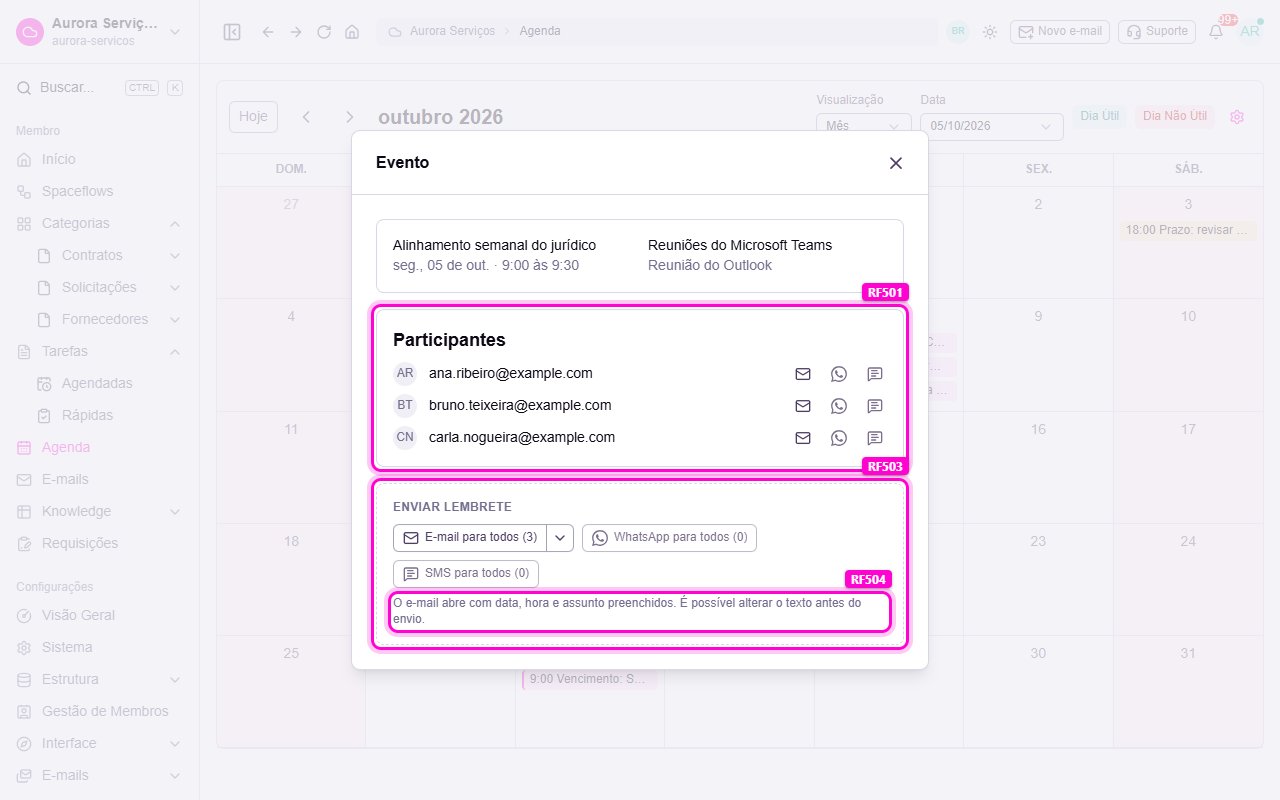 Aurora Serviç...
aurora-servicos
Aurora Serviços > Agenda
BR
Novo e-mail
Suporte
99+
AR
Buscar...
CTRL
K
Membro
Início
Spaceflows
Categorias
Contratos
Solicitações
Fornecedores
Tarefas
Agendadas
Rápidas
Agenda
E-mails
Knowledge
Requisições
Configurações
Visão Geral
Sistema
Estrutura
Gestão de Membros
Interface
E-mails
Hoje
outubro 2026
Visualização
Mês
Data
05/10/2026
Dia Útil
Dia Não Útil
DOM.
SEX.
SÁB.
27
2
3
18:00 Prazo: revisar ...
4
9
10
11
16
17
18
23
24
25
30
31
9:00 Vencimento: S...
Evento
Alinhamento semanal do jurídico
seg., 05 de out. · 9:00 às 9:30
Reuniões do Microsoft Teams
Reunião do Outlook
RF501
Participantes
AR
ana.ribeiro@example.com
BT
bruno.teixeira@example.com
CN
carla.nogueira@example.com
RF503
ENVIAR LEMBRETE
E-mail para todos (3)
WhatsApp para todos (0)
SMS para todos (0)
RF504
O e-mail abre com data, hora e assunto preenchidos. É possível alterar o texto antes do
envio.